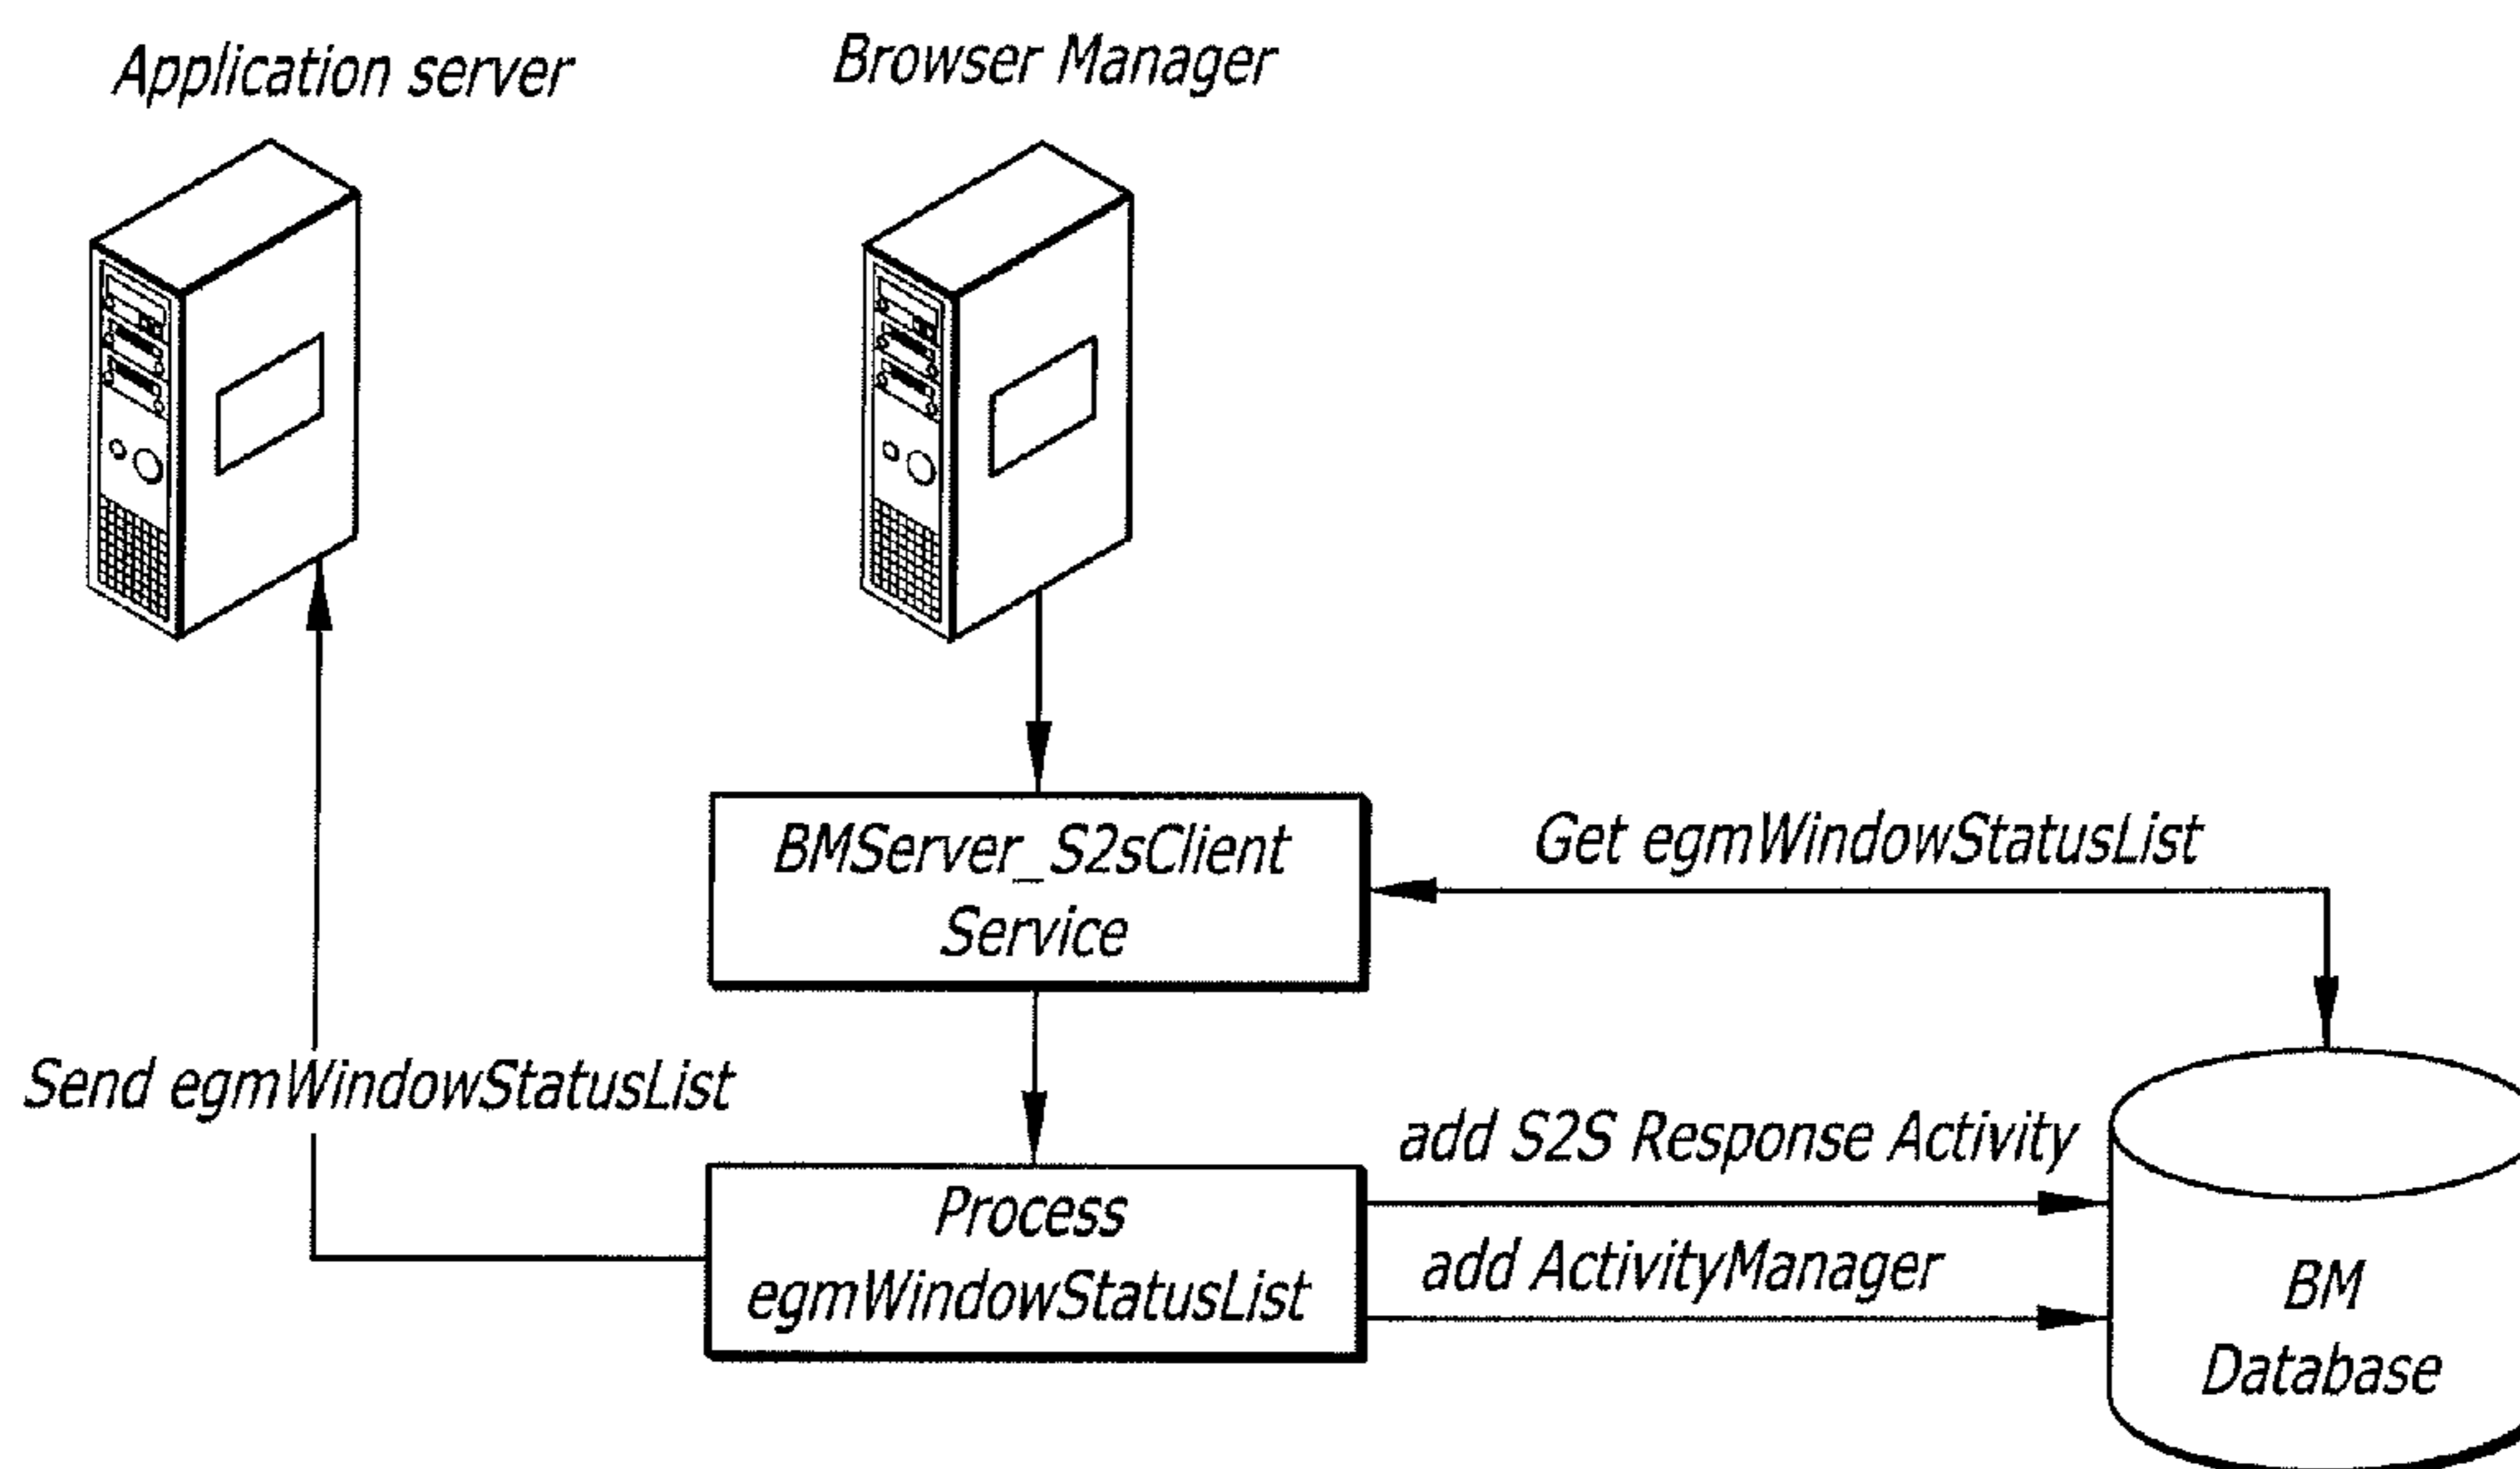 Application server
Browser Manager
BMServer_S2sClient
Service
Get egmWindowStatusList
Send egmWindowStatusList
Process
egmWindowStatusList
add S2S Response Activity
add ActivityManager
BM
Database